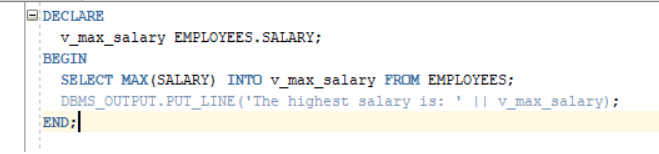 DECLARE
v_max_salary EMPLOYEES.SALARY;
BEGIN
SELECT MAX(SALARY) INTO v_max_salary FROM EMPLOYEES;
DBMS_OUTPUT.PUT_LINE('The highest salary is: ' || v_max_salary);
END;